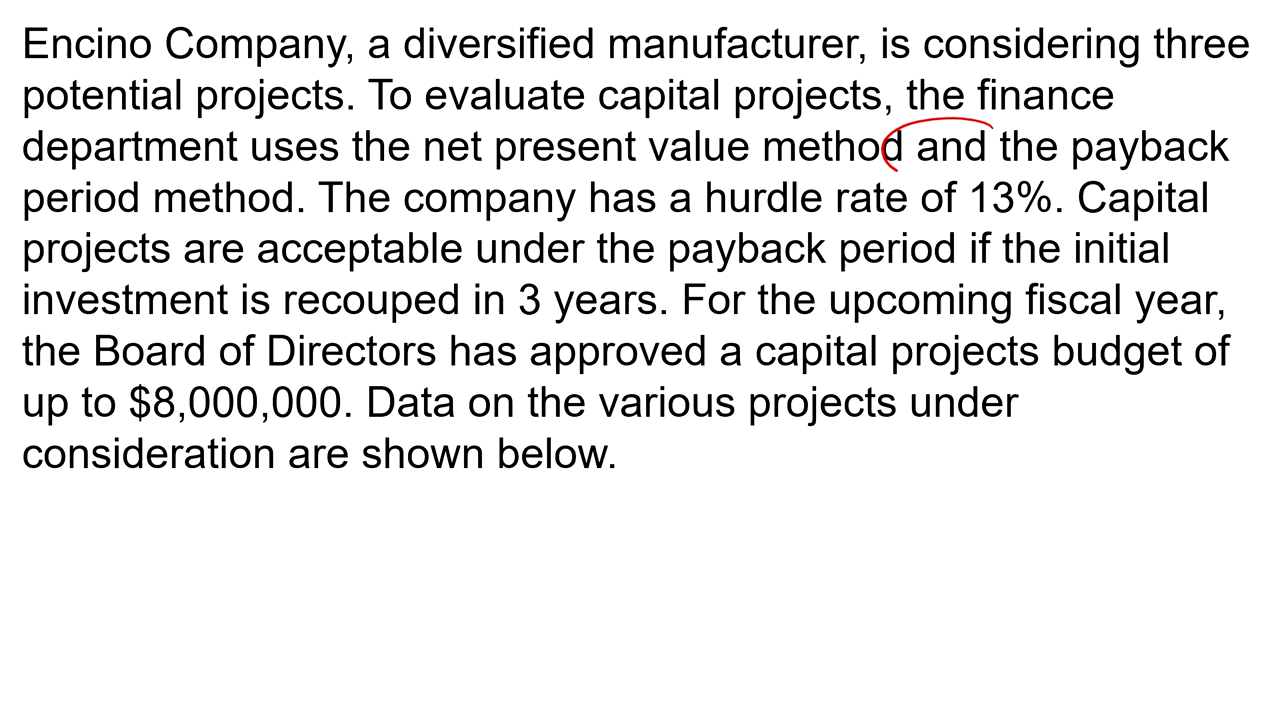 Encino Company, a diversified manufacturer, is considering three
potential projects. To evaluate capital projects, the finance
department uses the net present value method and the payback
period method. The company has a hurdle rate of 13%. Capital
projects are acceptable under the payback period if the initial
investment is recouped in 3 years. For the upcoming fiscal year,
the Board of Directors has approved a capital projects budget of
up to $8,000,000. Data on the various projects under
consideration are shown below.